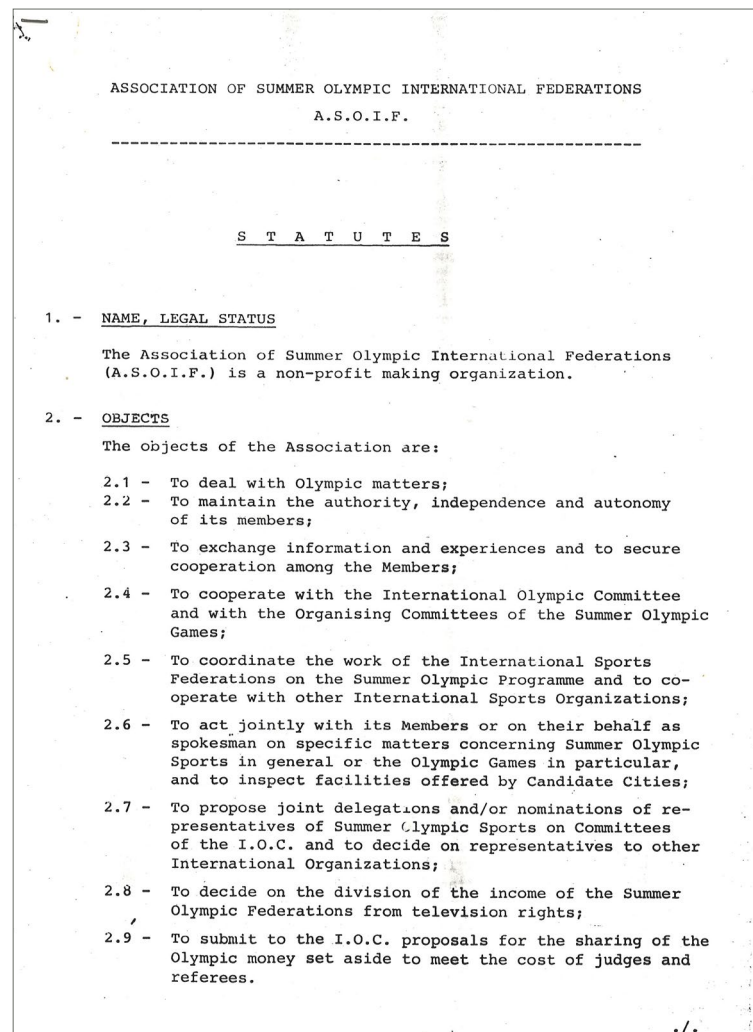 ASSOCIATION OF SUMMER OLYMPIC INTERNATIONAL FEDERATIONS
A.S.O.I.F.
S T A T U T E S
1. - NAME, LEGAL STATUS
The Association of Summer Olympic International Federations
(A.S.O.I.F.) is a non-profit making organization.
2. - OBJECTS
The objects of the Association are:
2.1 - To deal with Olympic matters;
2.2 - To maintain the authority, independence and autonomy
of its members;
2.3 - To exchange information and experiences and to secure
cooperation among the Members;
2.4 - To cooperate with the International Olympic Committee
and with the Organising Committees of the Summer Olympic
Games;
2.5 - To coordinate the work of the International Sports
Federations on the Summer Olympic Programme and to co-
operate with other International Sports Organizations;
2.6 - To act jointly with its Members or on their behalf as
spokesman on specific matters concerning Summer Olympic
Sports in general or the Olympic Games in particular,
and to inspect facilities offered by Candidate Cities;
2.7 - To propose joint delegations and/or nominations of re-
presentatives of Summer Olympic Sports on Committees
of the I.O.C. and to decide on representatives to other
International Organizations;
2.8 - To decide on the division of the income of the Summer
Olympic Federations from television rights;
2.9 - To submit to the I.O.C. proposals for the sharing of the
Olympic money set aside to meet the cost of judges and
referees.
./.